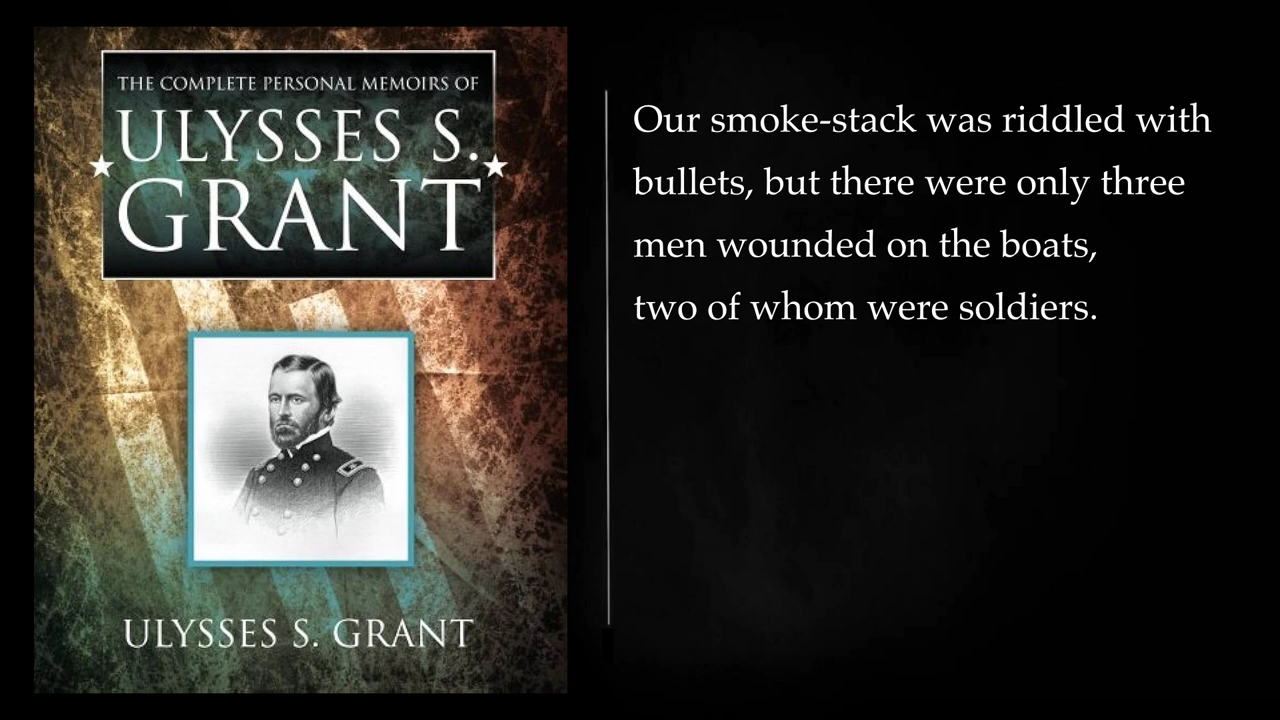 THE COMPLETE PERSONAL MEMOIRS OF
ULYSSES S.
GRANT
ULYSSES S. GRANT
Our smoke-stack was riddled with
bullets, but there were only three
men wounded on the boats,
two of whom were soldiers.